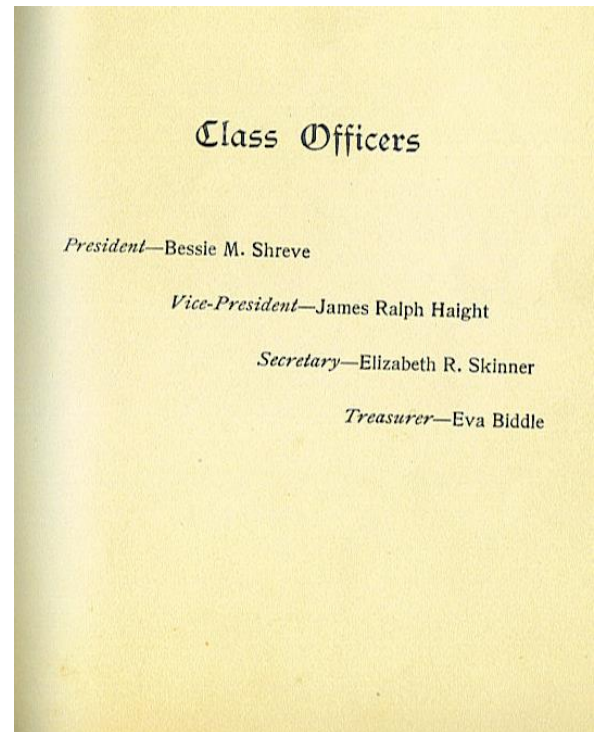 Class Officers
President—Bessie M. Shreve
Vice-President—James Ralph Haight
Secretary—Elizabeth R. Skinner
Treasurer—Eva Biddle